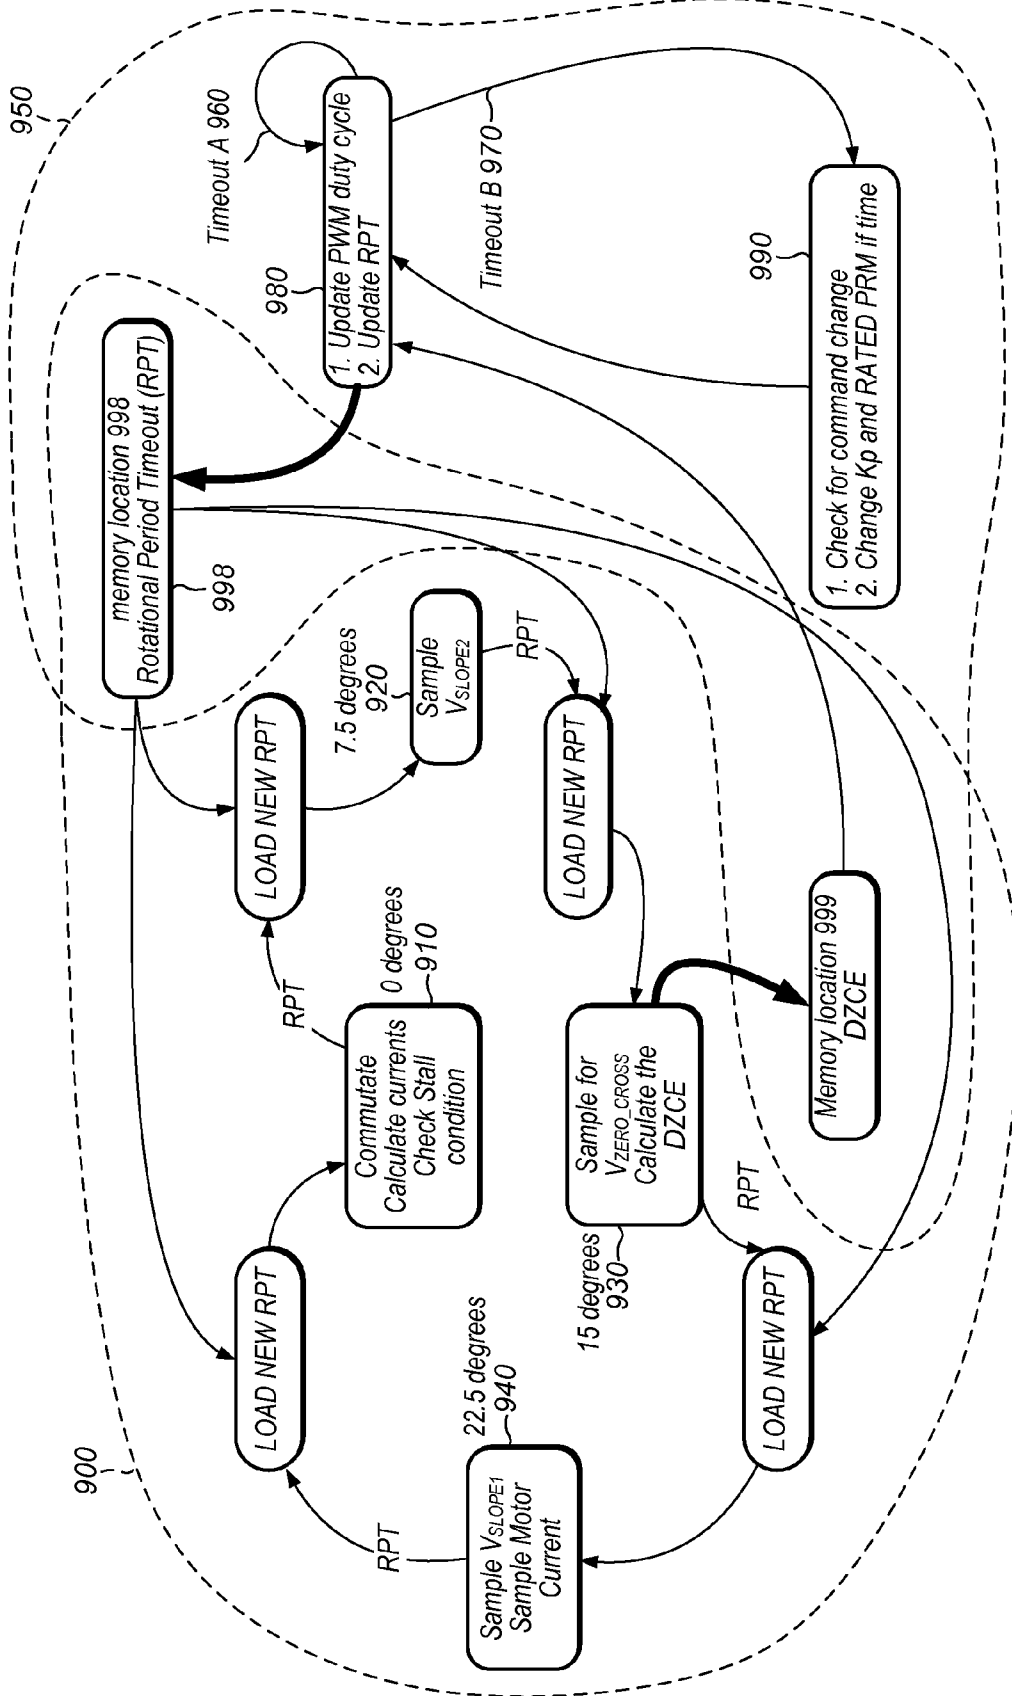 900
950
memory location 998
Rotational Period Timeout (RPT)
998
Timeout A 960
980
1. Update PWM duty cycle
2. Update RPT
Timeout B 970
990
1. Check for command change
2. Change Kp and RATED PRM if time
LOAD NEW RPT
RPT
LOAD NEW RPT
RPT
0 degrees
910
Commutate
Calculate currents
Check Stall
condition
7.5 degrees
920
Sample
VSLOPE2
RPT
LOAD NEW RPT
22.5 degrees
940
Sample VSLOPE1
Sample Motor
Current
15 degrees
930
Sample for
VZERO_CROSS
Calculate the
DZCE
RPT
LOAD NEW RPT
Memory location 999
DZCE